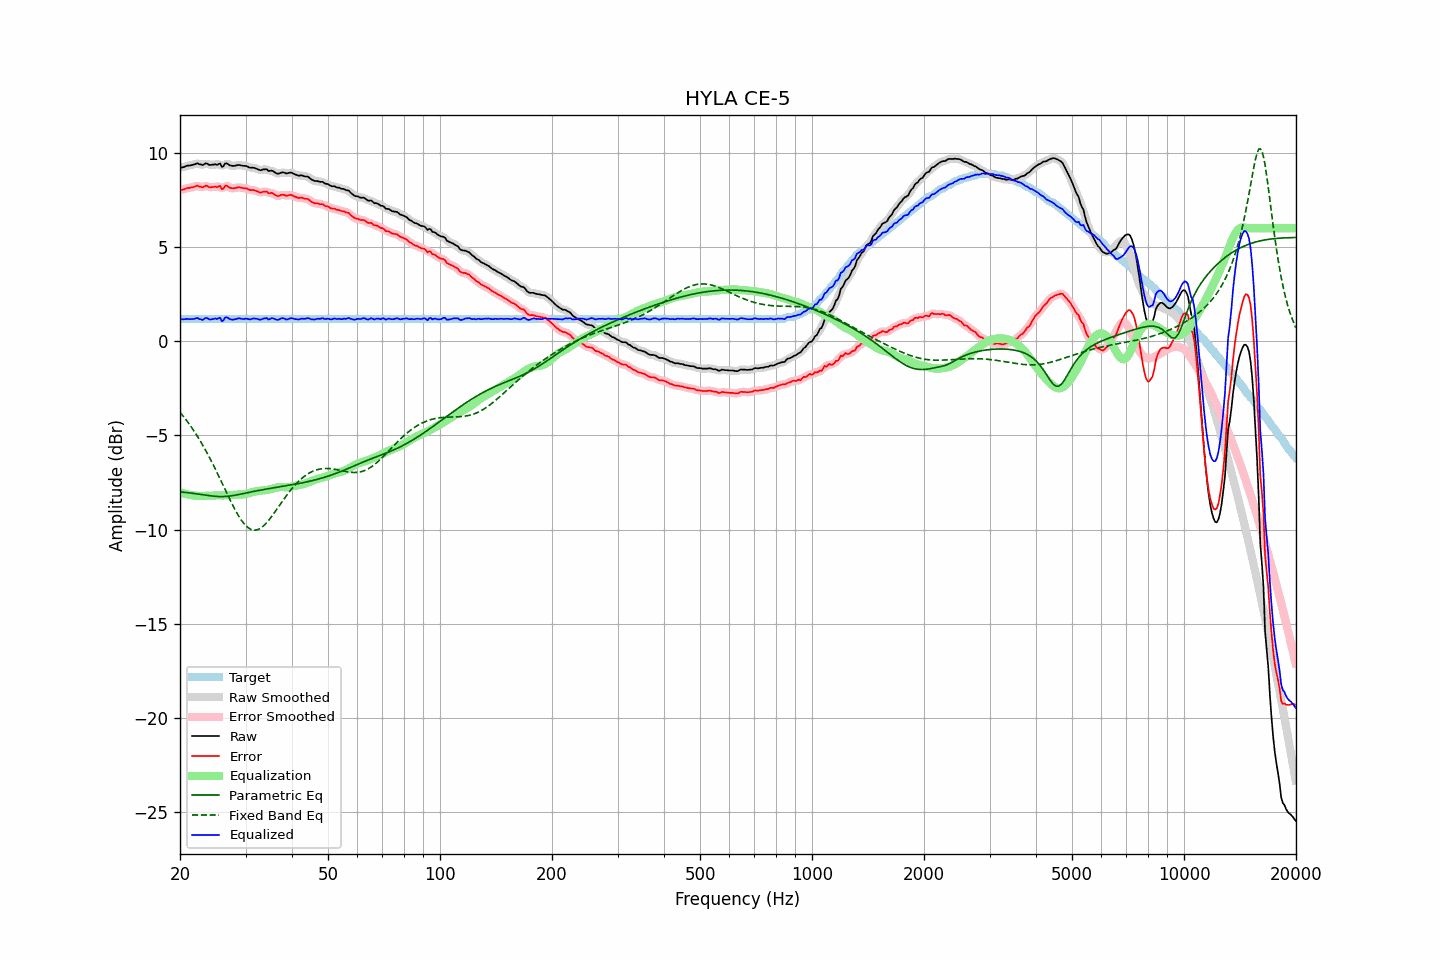 HYLA CE-5
Amplitude (dBr)
10
5
0
−5
−10
−15
−20
−25
Target
Raw Smoothed
Error Smoothed
Raw
Error
Equalization
Parametric Eq
Fixed Band Eq
Equalized
20 50 100 200 500 1000 2000 5000 10000 20000
Frequency (Hz)